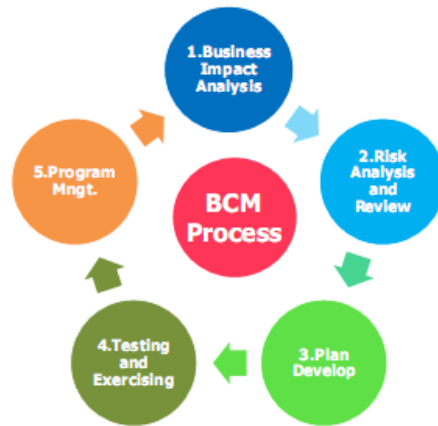 1.Business
Impact
Analysis
2.Risk
Analysis
and
Review
3.Plan
Develop
4.Testing
and
Exercising
5.Program
Mngt.
BCM
Process